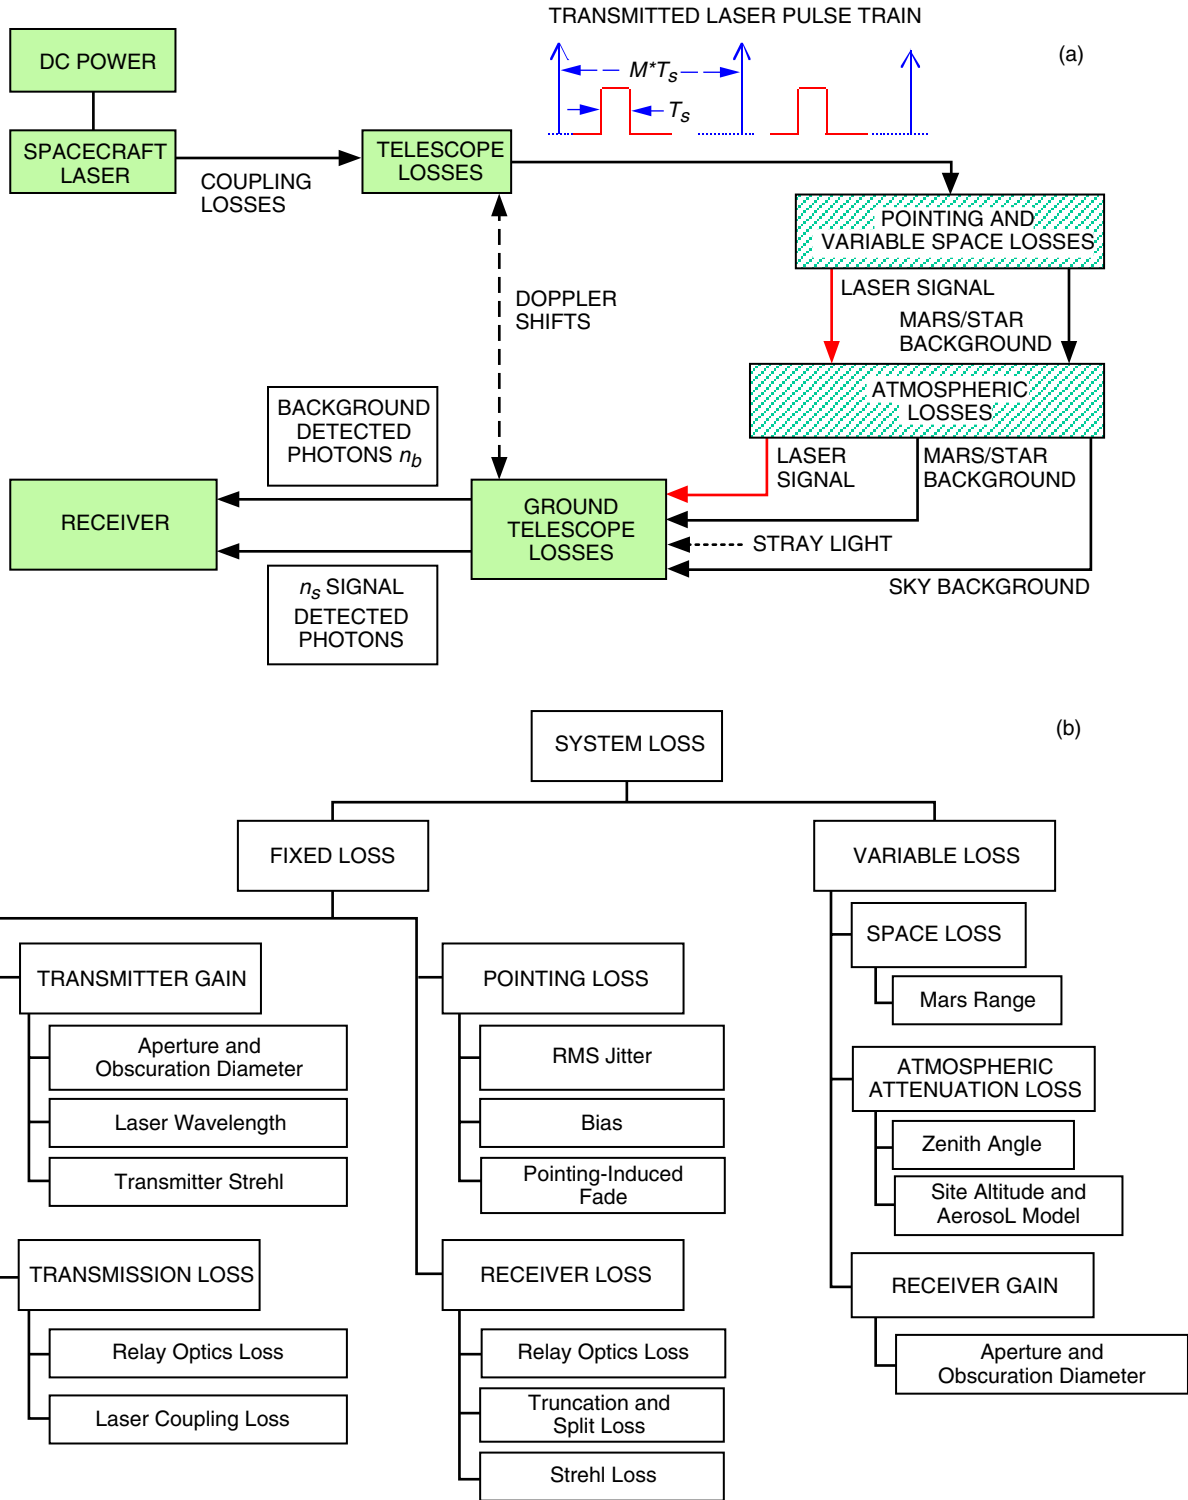 TRANSMITTED LASER PULSE TRAIN
(a)
DC POWER
M*Ts
Ts
SPACECRAFT
LASER
COUPLING
LOSSES
TELESCOPE
LOSSES
POINTING AND
VARIABLE SPACE LOSSES
LASER SIGNAL
MARS/STAR
BACKGROUND
DOPPLER
SHIFTS
ATMOSPHERIC
LOSSES
BACKGROUND
DETECTED
PHOTONS nb
LASER
SIGNAL
MARS/STAR
BACKGROUND
RECEIVER
GROUND
TELESCOPE
LOSSES
STRAY LIGHT
SKY BACKGROUND
ns SIGNAL
DETECTED
PHOTONS
(b)
SYSTEM LOSS
FIXED LOSS
VARIABLE LOSS
TRANSMITTER GAIN
Aperture and
Obscuration Diameter
Laser Wavelength
Transmitter Strehl
TRANSMISSION LOSS
Relay Optics Loss
Laser Coupling Loss
POINTING LOSS
RMS Jitter
Bias
Pointing-Induced
Fade
RECEIVER LOSS
Relay Optics Loss
Truncation and
Split Loss
Strehl Loss
SPACE LOSS
Mars Range
ATMOSPHERIC
ATTENUATION LOSS
Zenith Angle
Site Altitude and
AerosoL Model
RECEIVER GAIN
Aperture and
Obscuration Diameter